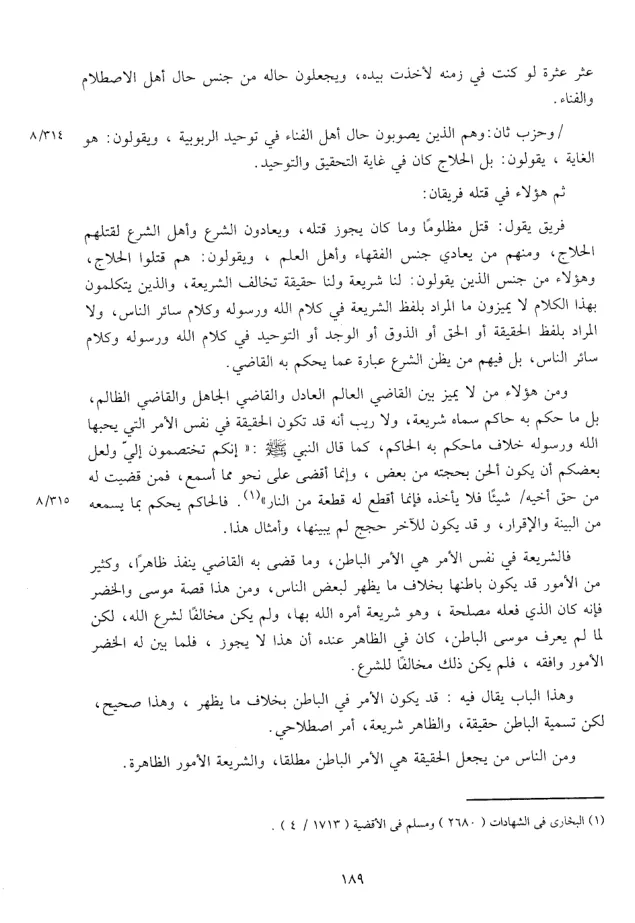 عثر عثرة لو كنت في زمنه لأخذت بيده، ويجعلون حاله من جنس حال أهل الاصطلام
والفناء.
/ وحزب ثان: وهم الذين يصوبون حال أهل الفناء في توحيد الربوبية ، ويقولون: هو ٨/٣١٤
الغاية ، يقولون: بل الحلاج كان في غاية التحقيق والتوحيد.
ثم هؤلاء في قتله فريقان:
فريق يقول: قتل مظلومًا وما كان يجوز قتله، ويعادون الشرع وأهل الشرع لقتلهم
الحلاج، ومنهم من يعادي جنس الفقهاء وأهل العلم ، ويقولون: هم قتلوا الحلاج،
وهؤلاء من جنس الذين يقولون: لنا شريعة ولنا حقيقة تخالف الشريعة، والذين يتكلمون
بهذا الكلام لا يميزون ما المراد بلفظ الشريعة في كلام الله ورسوله وكلام سائر الناس، ولا
المراد بلفظ الحقيقة أو الحق أو الذوق أو الوجد أو التوحيد في كلام الله ورسوله وكلام
سائر الناس، بل فيهم من يظن الشرع عبارة عما يحكم به القاضي.
ومن هؤلاء من لا يميز بين القاضي العالم العادل والقاضي الجاهل والقاضي الظالم،
بل ما حكم به حاكم سماه شريعة، ولا ريب أنه قد تكون الحقيقة في نفس الأمر التي يحبها
الله ورسوله خلاف ماحكم به الحاكم، كما قال النبي ﷺ :« إنكم تختصمون إليّ ولعل
بعضكم أن يكون ألحن بحجته من بعض ، وإنما أقضى على نحو مما أسمع، فمن قضيت له
من حق أخيه/ شيئًا فلا يأخذه فإنما أقطع له قطعة من النار»(١). فالحاكم يحكم بما يسمعه ٨/٣١٥
من البينة والإقرار، و قد يكون للآخر حجج لم يبينها، وأمثال هذا.
فالشريعة في نفس الأمر هي الأمر الباطن، وما قضى به القاضي ينفذ ظاهرًا، وكثير
من الأمور قد يكون باطنها بخلاف ما يظهر لبعض الناس، ومن هذا قصة موسى والخضر
فإنه كان الذي فعله مصلحة ، وهو شريعة أمره الله بها، ولم يكن مخالفًا لشرع الله، لكن
لما لم يعرف موسى الباطن، كان في الظاهر عنده أن هذا لا يجوز ، فلما بين له الخضر
الأمور وافقه ، فلم يكن ذلك مخالفًا للشرع.
وهذا الباب يقال فيه : قد يكون الأمر في الباطن بخلاف ما يظهر ، وهذا صحيح،
لكن تسمية الباطن حقيقة، والظاهر شريعة، أمر اصطلاحي.
ومن الناس من يجعل الحقيقة هي الأمر الباطن مطلقا، والشريعة الأمور الظاهرة.
(١) البخارى فى الشهادات ( ٢٦٨٠ ) ومسلم فى الأقضية ( ١٧١٣ / ٤ ) .
١٨٩